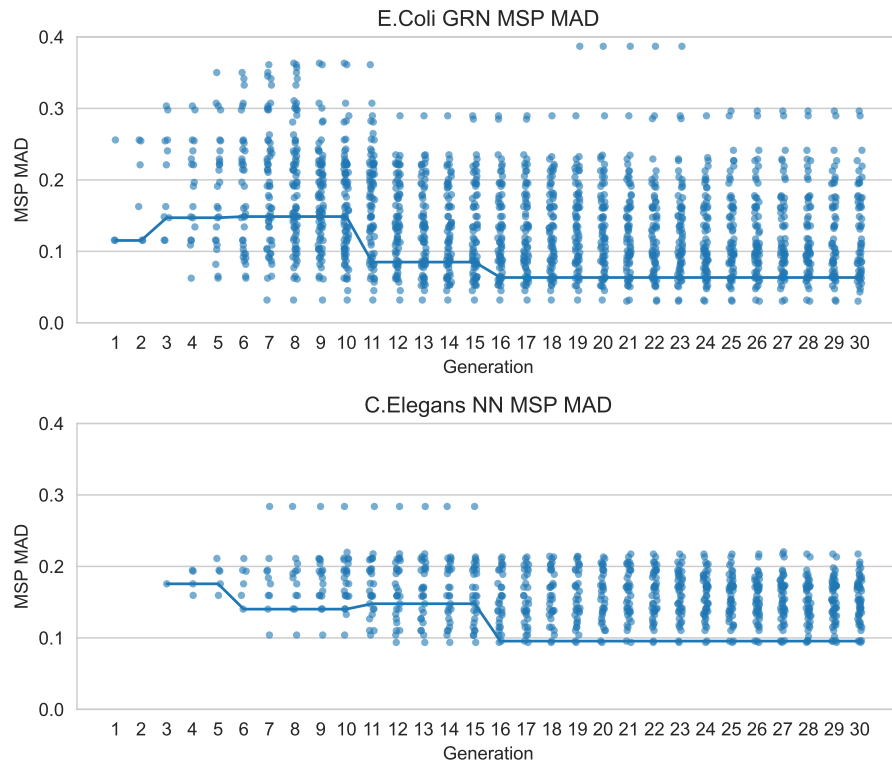 E.Coli GRN MSP MAD
MSP MAD
0.4
0.3
0.2
0.1
0.0
1 2 3 4 5 6 7 8 9 10 11 12 13 14 15 16 17 18 19 20 21 22 23 24 25 26 27 28 29 30
Generation
C.Elegans NN MSP MAD
MSP MAD
0.4
0.3
0.2
0.1
0.0
1 2 3 4 5 6 7 8 9 10 11 12 13 14 15 16 17 18 19 20 21 22 23 24 25 26 27 28 29 30
Generation